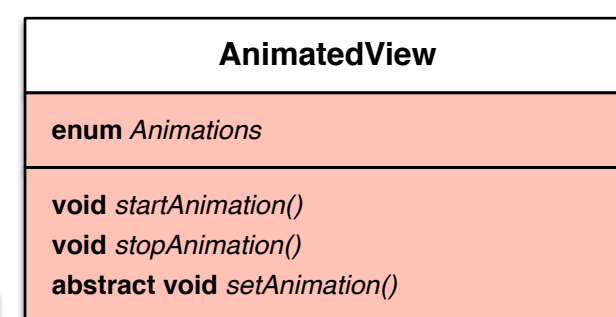 AnimatedView
enum Animations
void startAnimation()
void stopAnimation()
abstract void setAnimation()